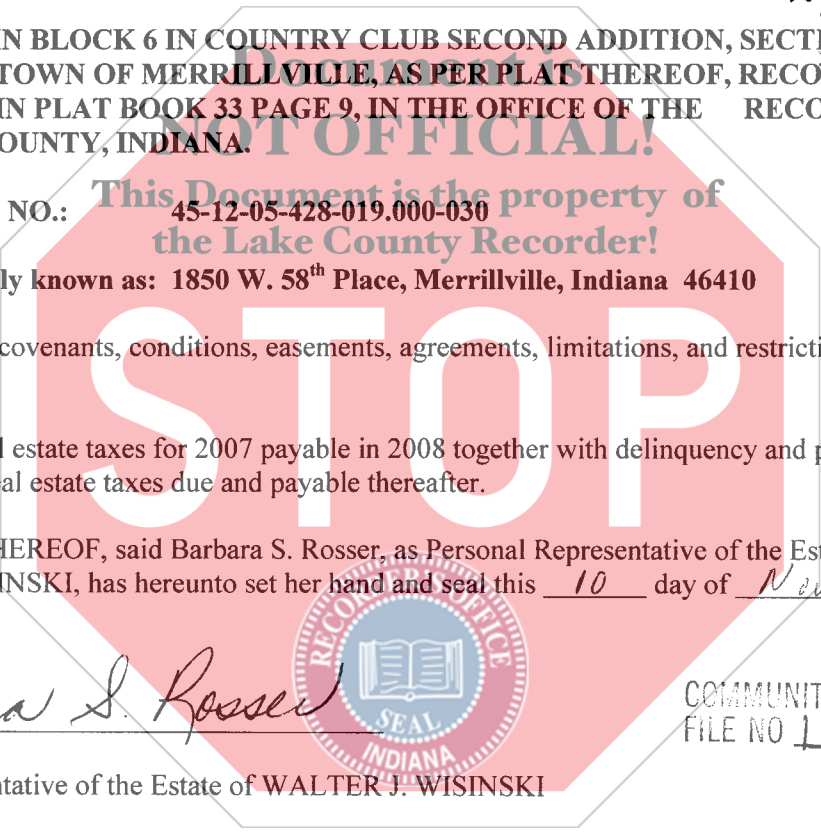 IN BLOCK 6 IN COUNTRY CLUB SECOND ADDITION, SECTI
TOWN OF MERRILLVILLE, AS PER PLAT THEREOF, RECO
IN PLAT BOOK 33 PAGE 9, IN THE OFFICE OF THE RECO
OUNTY, INDIANA.
Document is
NOT OFFICIAL!
This Document is the property of
the Lake County Recorder!
NO.: 45-12-05-428-019.000-030
ly known as: 1850 W. 58th Place, Merrillville, Indiana 46410
STOP
covenants, conditions, easements, agreements, limitations, and restricti
l estate taxes for 2007 payable in 2008 together with delinquency and p
eal estate taxes due and payable thereafter.
HEREOF, said Barbara S. Rosser, as Personal Representative of the Est
INSKI, has hereunto set her hand and seal this 10 day of Nov
RECORDER'S OFFICE
SEAL
INDIANA
a S. Rosser
COMMUNIT
FILE NO L
ntative of the Estate of WALTER J. WISINSKI